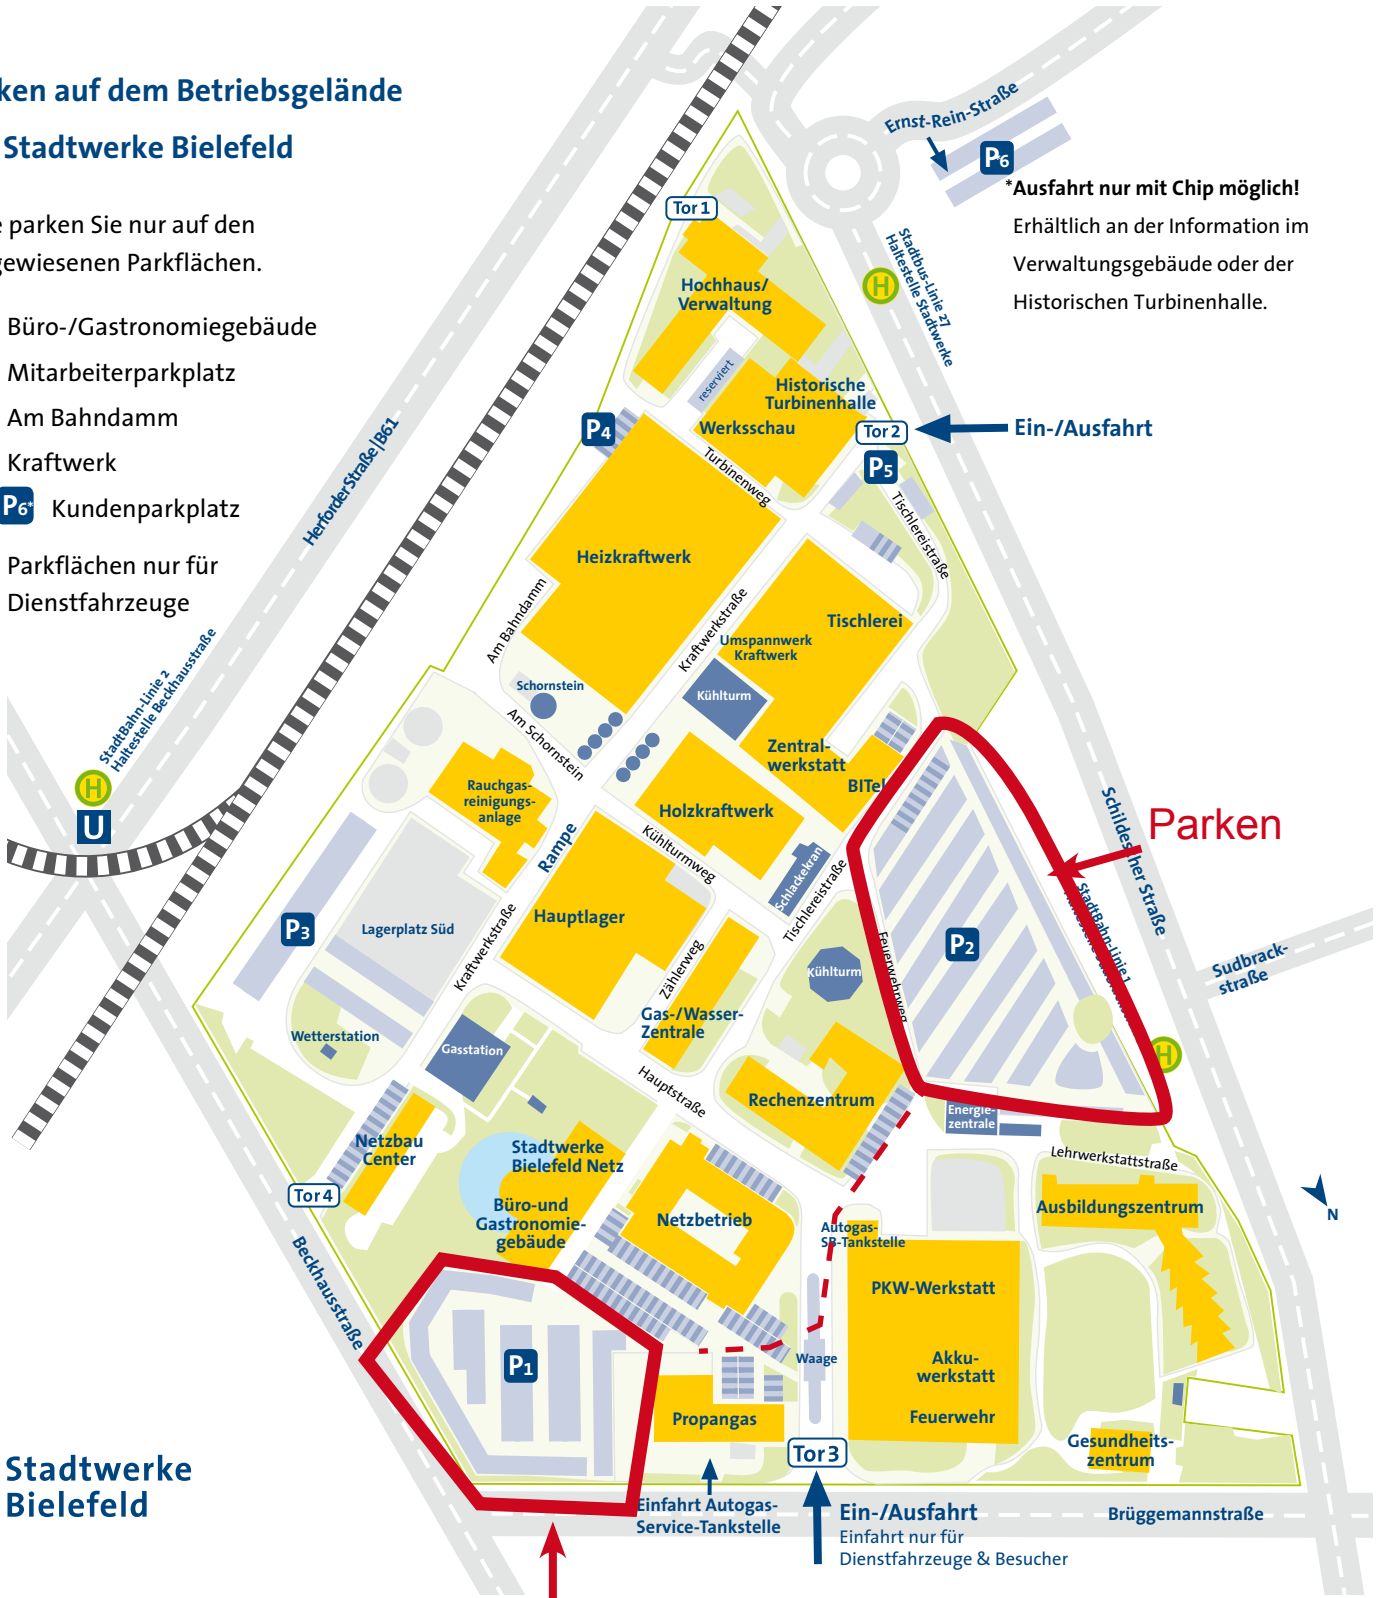 ken auf dem Betriebsgelände
Stadtwerke Bielefeld
e parken Sie nur auf den
gewiesenen Parkflächen.
Büro-/Gastronomiegebäude
Mitarbeiterparkplatz
Am Bahndamm
Kraftwerk
P6* Kundenparkplatz
Parkflächen nur für
Dienstfahrzeuge
Ernst-Rein-Straße
P6
*Ausfahrt nur mit Chip möglich!
Erhältlich an der Information im
Verwaltungsgebäude oder der
Historischen Turbinenhalle.
Tor 1
Hochhaus/
Verwaltung
H
Stadtbus-Linie 27
Haltestelle Stadtwerke
reserviert
Historische
Turbinenhalle
Werksschau
Tor 2
Ein-/Ausfahrt
P4
P5
Turbinenweg
Tischlereistraße
Herforder Straße|B61
Heizkraftwerk
Am Bahndamm
Kraftwerkstraße
Tischlerei
Umspannwerk
Kraftwerk
Kühlturm
Schornstein
Am Schornstein
StadtBahn-Linie 2
Haltestelle Beckhausstraße
H
U
Zentral-
werkstatt
BITel
Rauchgas-
reinigungs-
anlage
Rampe
Holzkraftwerk
Kühlturmweg
Schlackekran
Tischlereistraße
Schildescher Straße
Parken
StadtBahn-Linie 1
P3
Lagerplatz Süd
Kraftwerkstraße
Hauptlager
Zählerweg
Gas-/Wasser-
Zentrale
Kühlturm
Feuerwehrweg
P2
Sudbrack-
straße
H
Wetterstation
Gasstation
Hauptstraße
Rechenzentrum
Energie-
zentrale
Lehrwerkstattstraße
Netzbau
Center
Tor 4
Stadtwerke
Bielefeld Netz
Büro-und
Gastronomie-
gebäude
Netzbetrieb
Autogas-
SB-Tankstelle
Ausbildungszentrum
N
Beckhausstraße
PKW-Werkstatt
P1
Waage
Akku-
werkstatt
Propangas
Feuerwehr
Gesundheits-
zentrum
Tor 3
Stadtwerke
Bielefeld
Einfahrt Autogas-
Service-Tankstelle
Ein-/Ausfahrt
Einfahrt nur für
Dienstfahrzeuge & Besucher
Brüggemannstraße